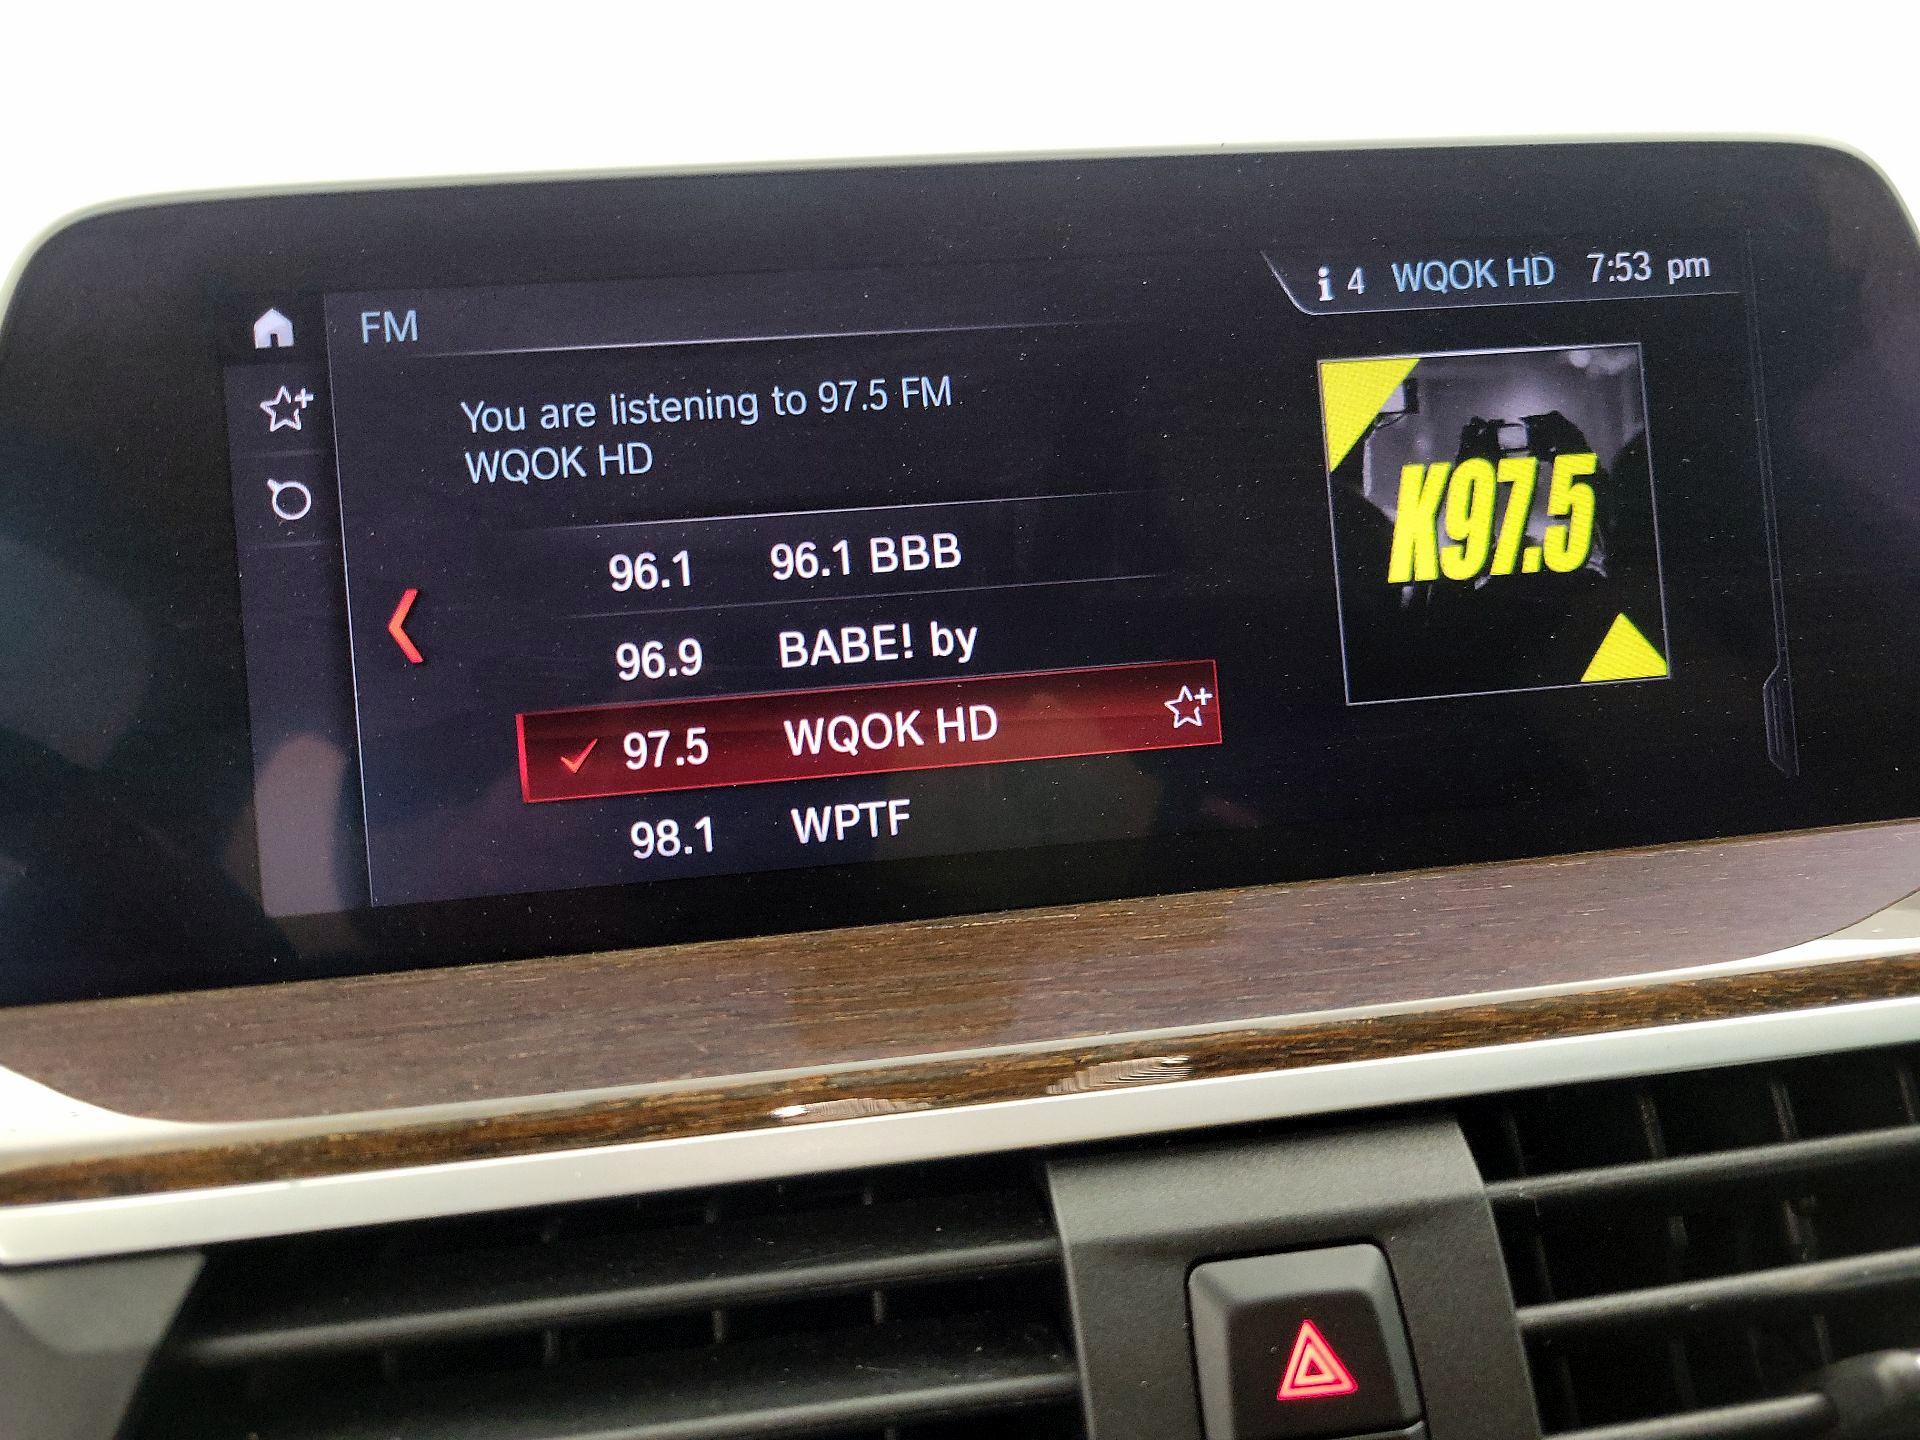 i 4 WQOK HD 7:53 pm
FM
You are listening to 97.5 FM
WQOK HD
96.1 96.1 BBB
96.9 BABE! by
97.5 WQOK HD
98.1 WPTF
K97.5